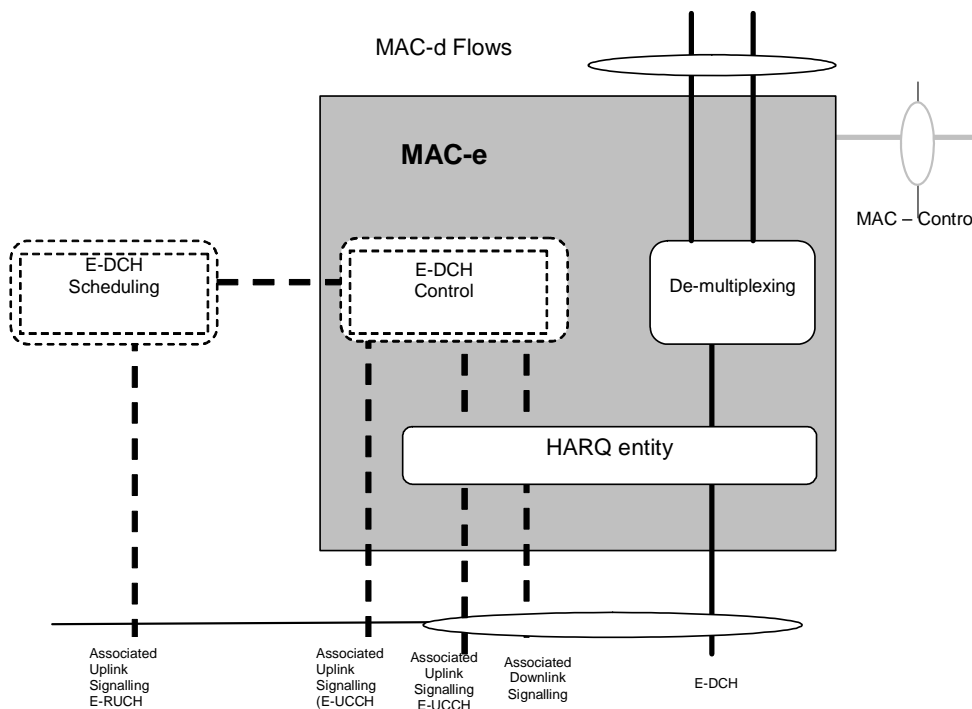 MAC-d Flows
MAC-e
MAC – Control
E-DCH
Scheduling
E-DCH
Control
De-multiplexing
HARQ entity
Associated
Uplink
Signalling
E-RUCH
Associated
Uplink
Signalling
(E-UCCH
Associated
Uplink
Signalling
E-UCCH
Associated
Downlink
Signalling
E-DCH